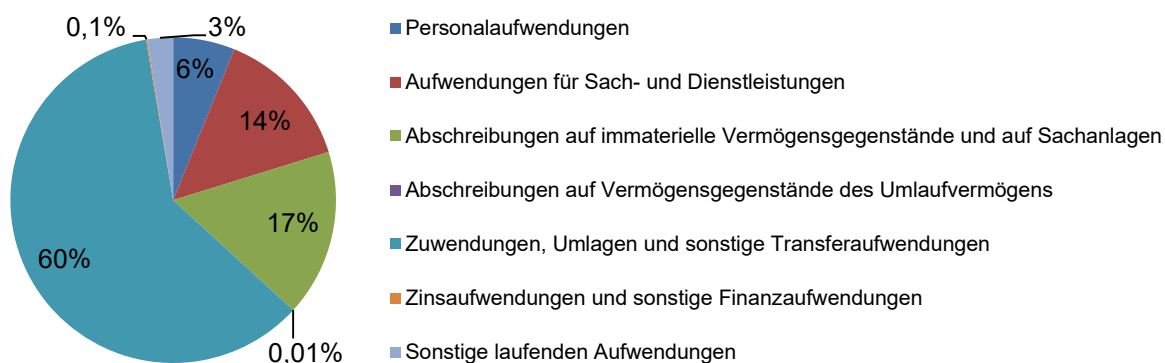 0,1%
3%
6%
14%
17%
60%
0,01%
Personalaufwendungen
Aufwendungen für Sach- und Dienstleistungen
Abschreibungen auf immaterielle Vermögensgegenstände und auf Sachanlagen
Abschreibungen auf Vermögensgegenstände des Umlaufvermögens
Zuwendungen, Umlagen und sonstige Transferaufwendungen
Zinsaufwendungen und sonstige Finanzaufwendungen
Sonstige laufenden Aufwendungen